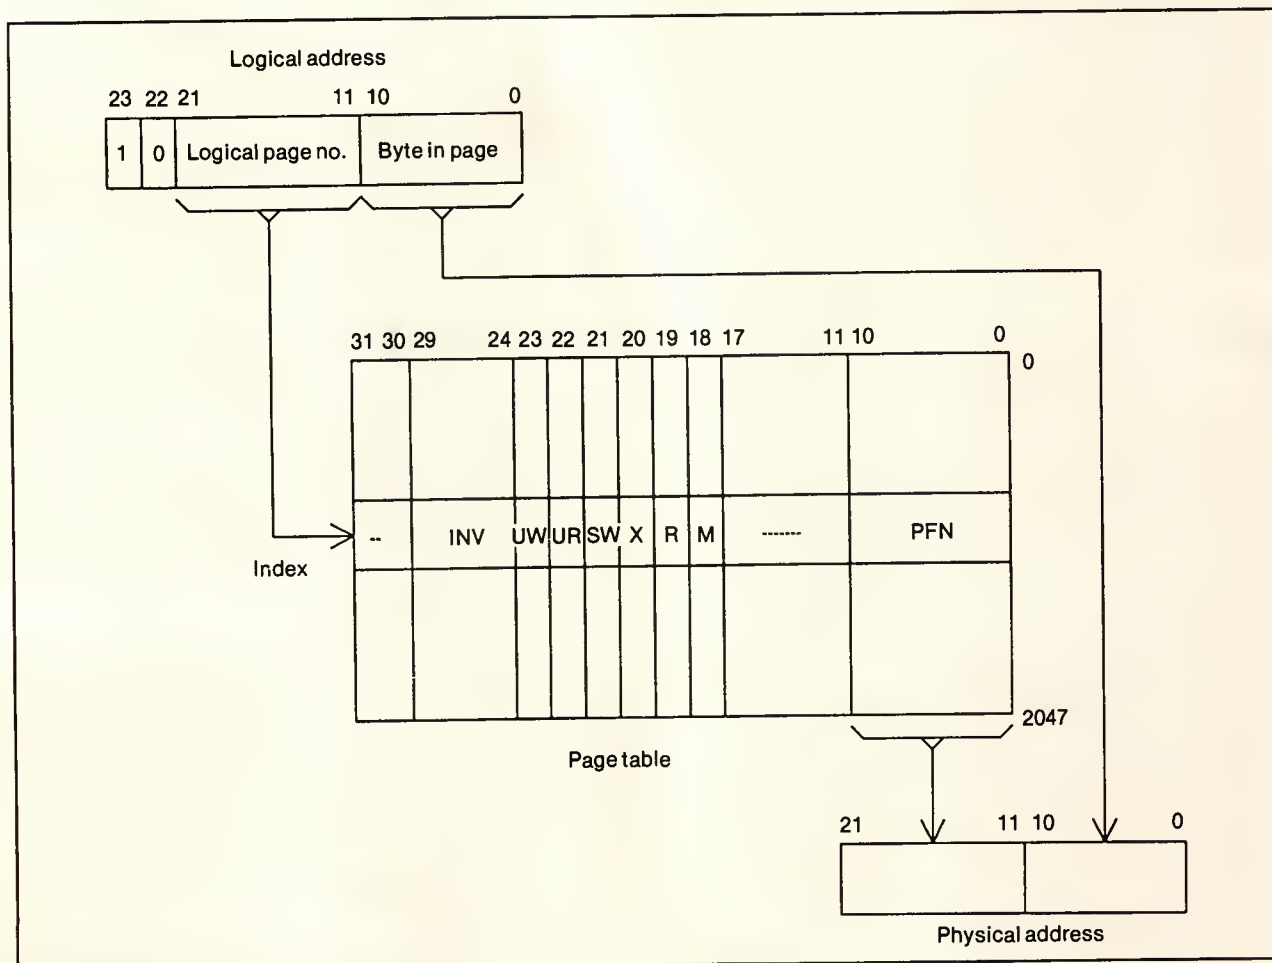 Logical address
23 22 21 11 10 0
1 0 Logical page no. Byte in page
31 30 29 24 23 22 21 20 19 18 17 11 10 0
0
-- INV UW UR SW X R M ------- PFN
Index
2047
Page table
21 11 10 0
Physical address